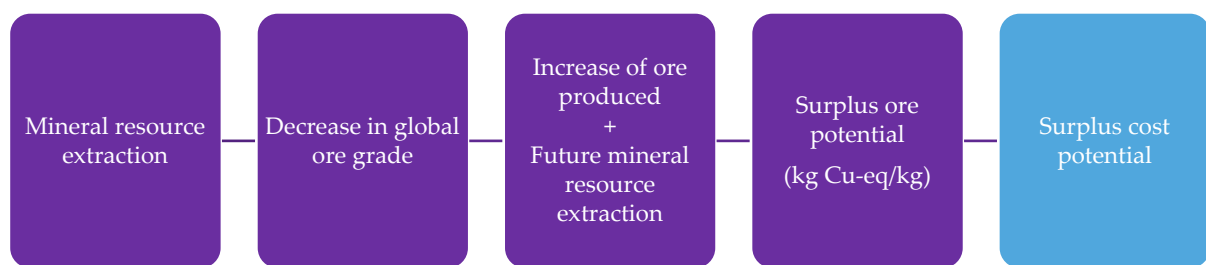 Mineral resource
extraction
Decrease in global
ore grade
Increase of ore
produced
+
Future mineral
resource
extraction
Surplus ore
potential
(kg Cu-eq/kg)
Surplus cost
potential